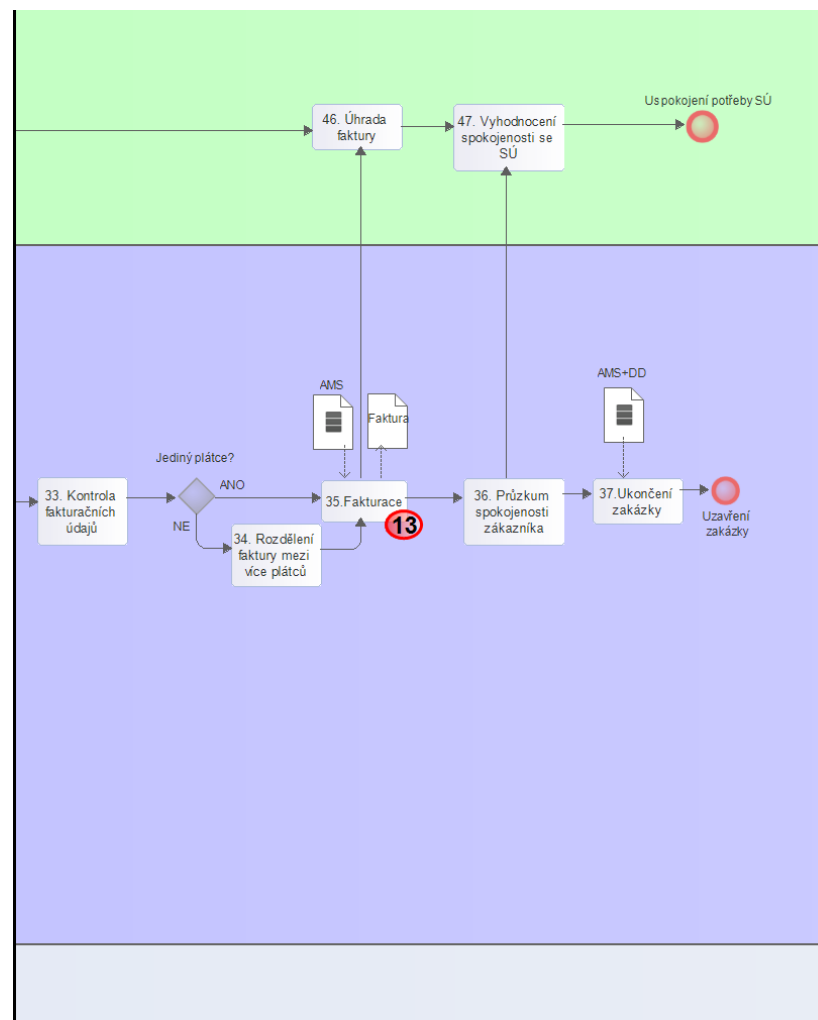 Uspokojení potřeby SÚ
46. Úhrada
faktury
47. Vyhodnocení
spokojenosti se
SÚ
AMS
Faktura
AMS+DD
Jediný plátce?
33. Kontrola
fakturačních
údajů
ANO
NE
34. Rozdělení
faktury mezi
více plátců
35.Fakturace
13
36. Průzkum
spokojenosti
zákazníka
37.Ukončení
zakázky
Uzavření
zakázky